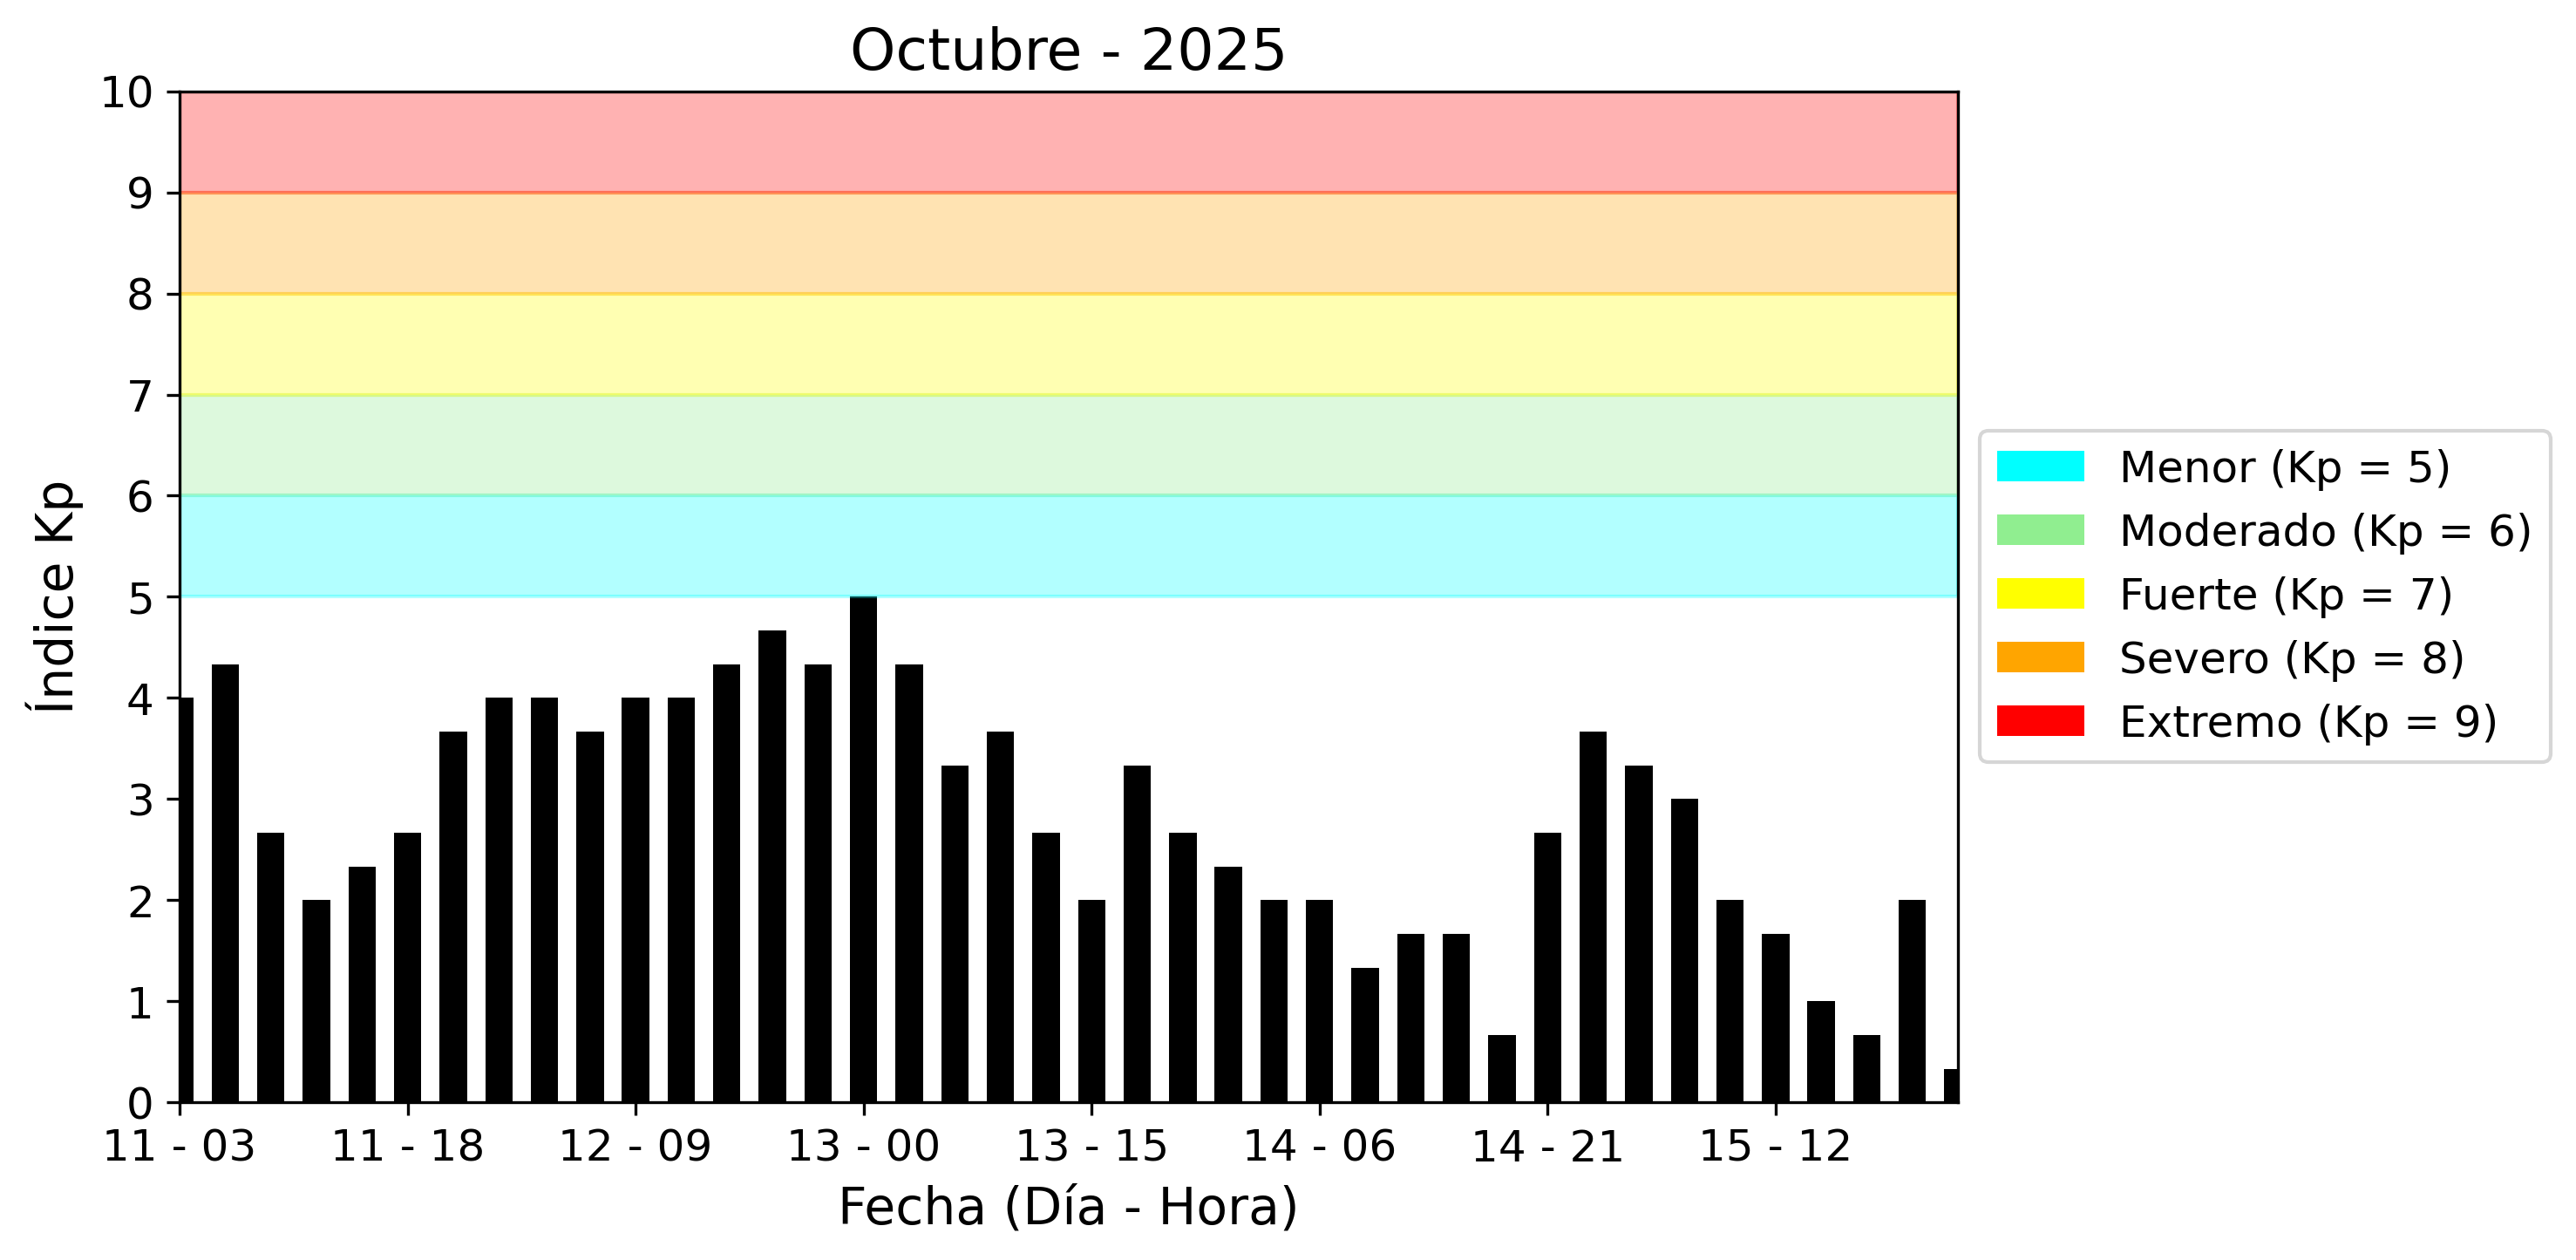 Octubre - 2025
10
9
8
7
6
5
4
3
2
1
0
Índice Kp
11 - 03
11 - 18
12 - 09
13 - 00
13 - 15
14 - 06
14 - 21
15 - 12
Fecha (Día - Hora)
Menor (Kp = 5)
Moderado (Kp = 6)
Fuerte (Kp = 7)
Severo (Kp = 8)
Extremo (Kp = 9)